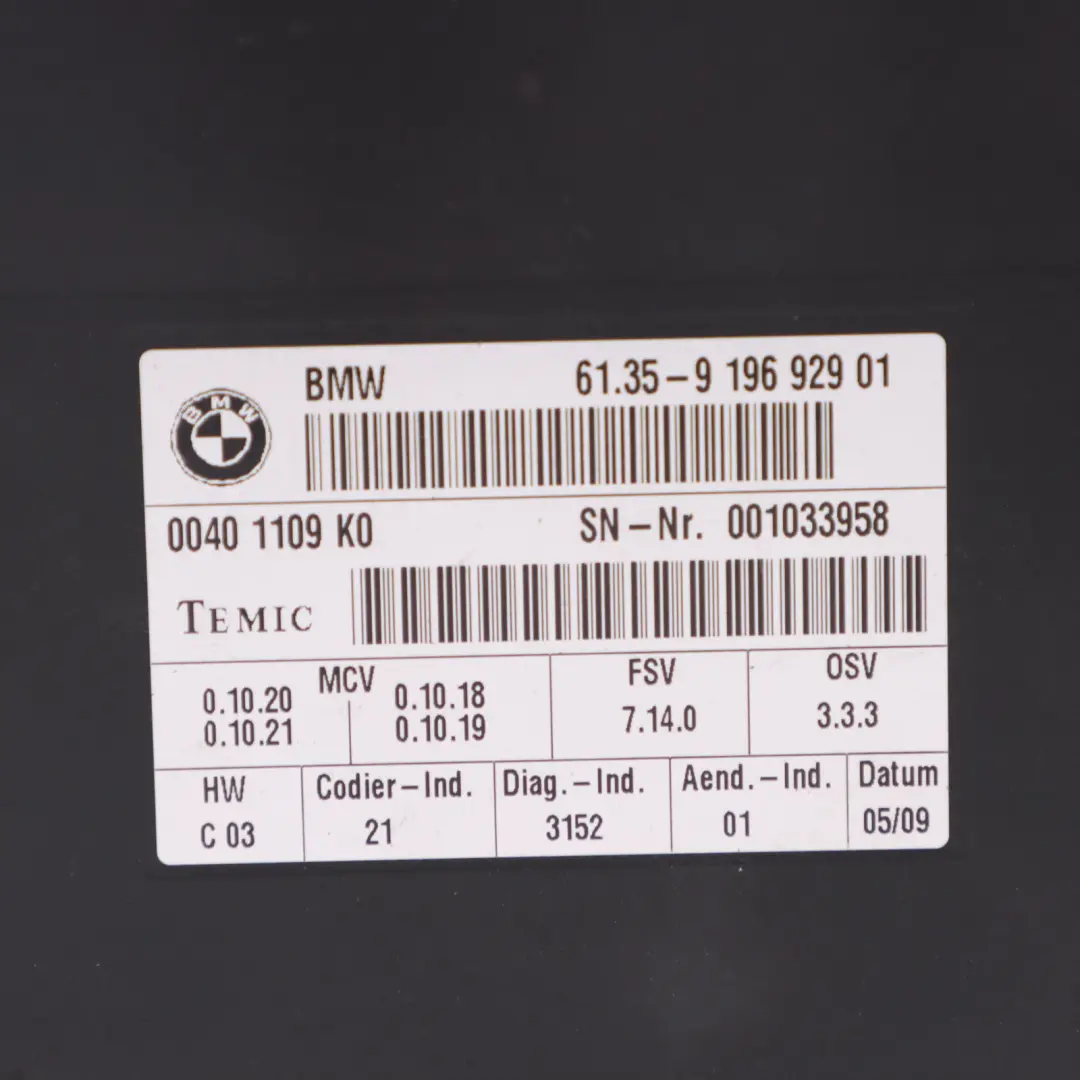 BMW 61.35-9 196 929 01
BMW
0040 1109 K0 SN-Nr. 001033958
TEMIC
MCV FSV OSV
0.10.20 0.10.18
0.10.21 0.10.19
7.14.0 3.3.3
HW Codier-Ind. Diag.-Ind. Aend.-Ind. Datum
C 03 21 3152 01 05/09